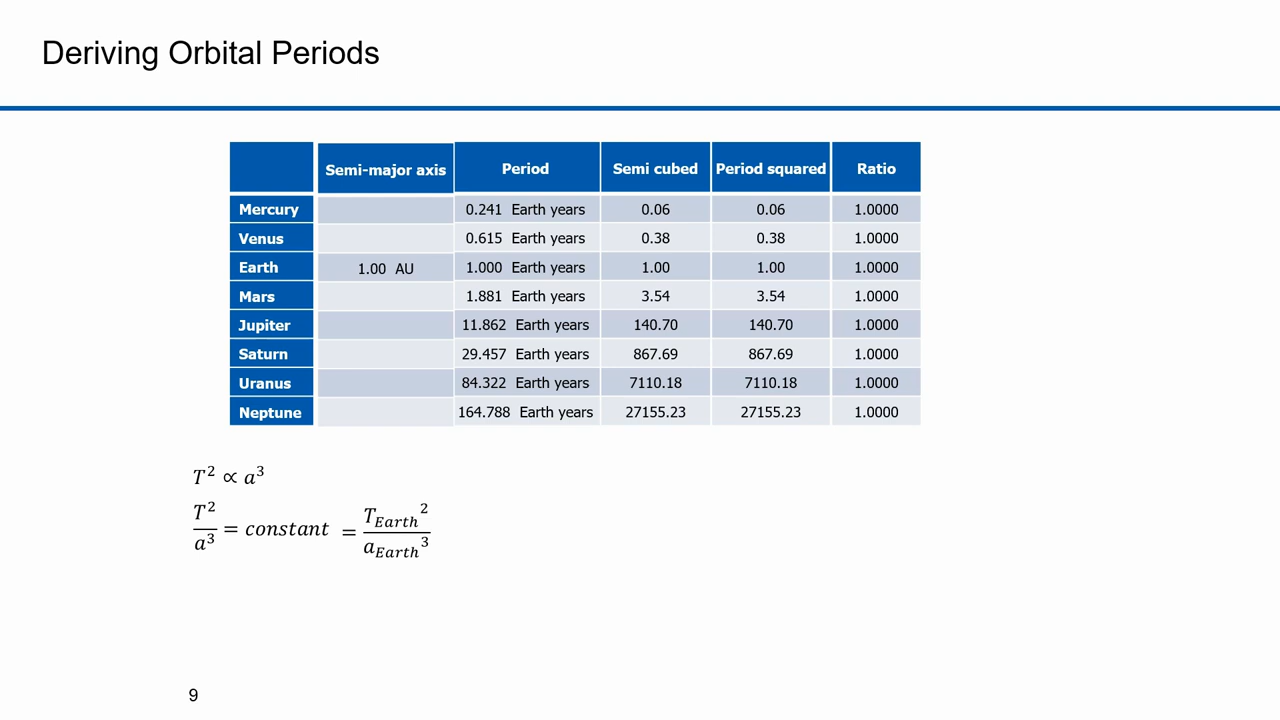 Deriving Orbital Periods
Semi-major axis Period Semi cubed Period squared Ratio
Mercury 0.241 Earth years 0.06 0.06 1.0000
Venus 0.615 Earth years 0.38 0.38 1.0000
Earth 1.00 AU 1.000 Earth years 1.00 1.00 1.0000
Mars 1.881 Earth years 3.54 3.54 1.0000
Jupiter 11.862 Earth years 140.70 140.70 1.0000
Saturn 29.457 Earth years 867.69 867.69 1.0000
Uranus 84.322 Earth years 7110.18 7110.18 1.0000
Neptune 164.788 Earth years 27155.23 27155.23 1.0000
T² ∝ a³
T²/a³ = constant = T_Earth²/a_Earth³
9